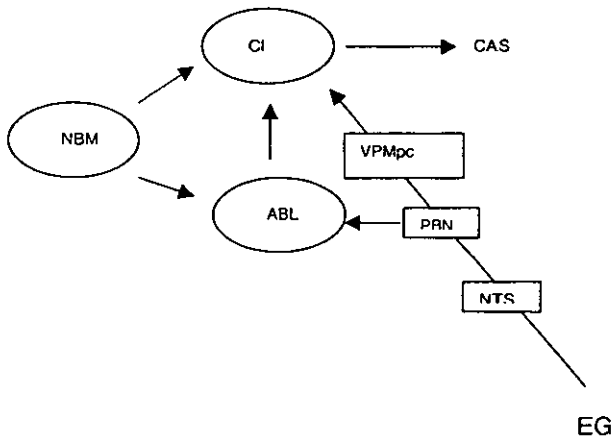 CI
CAS
NBM
VPMpc
ABL
PBN
NTS
EG